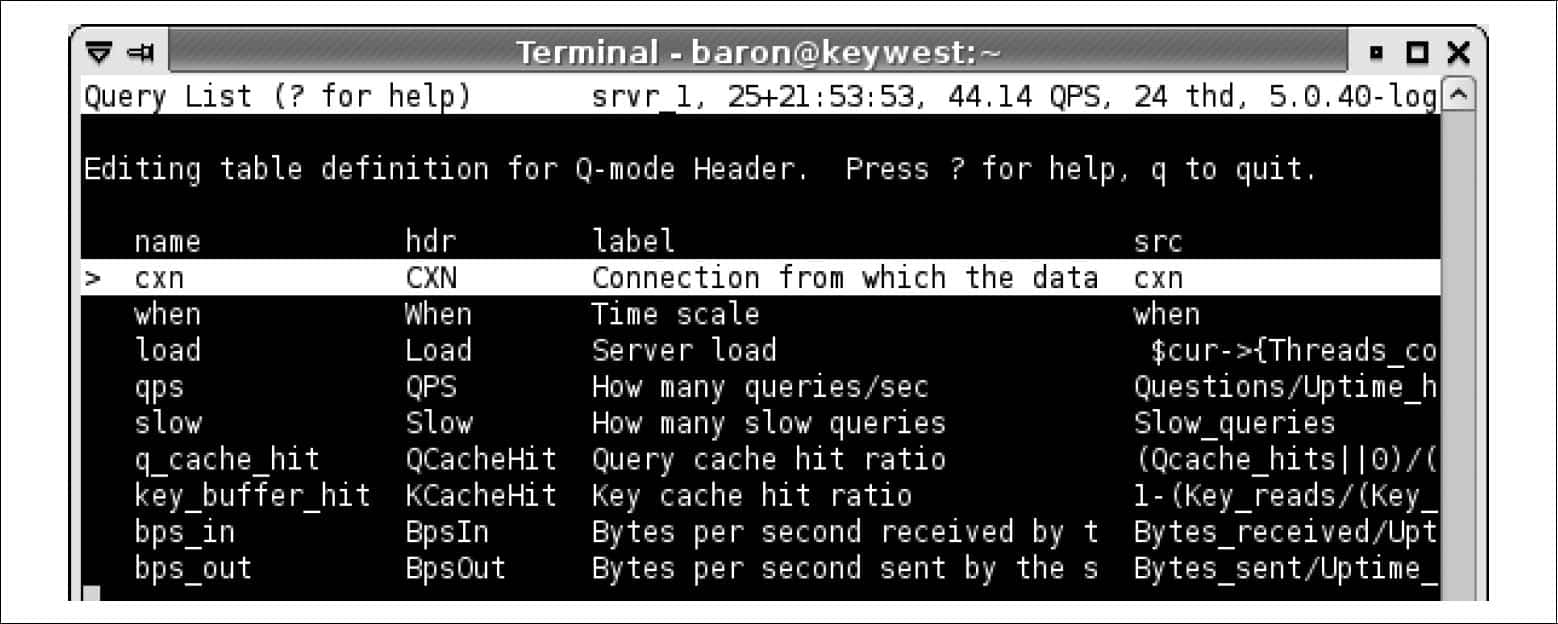 Terminal - baron@keywest:~
Query List (? for help) srvr_1, 25+21:53:53, 44.14 QPS, 24 thd, 5.0.40-log
Editing table definition for Q-mode Header. Press ? for help, q to quit.
name hdr label src
> cxn CXN Connection from which the data cxn
when When Time scale when
load Load Server load $cur->{Threads_co
qps QPS How many queries/sec Questions/Uptime_h
slow Slow How many slow queries Slow_queries
q_cache_hit QCacheHit Query cache hit ratio (Qcache_hits||0)/(
key_buffer_hit KCacheHit Key cache hit ratio 1-(Key_reads/(Key_
bps_in BpsIn Bytes per second received by t Bytes_received/Upt
bps_out BpsOut Bytes per second sent by the s Bytes_sent/Uptime_